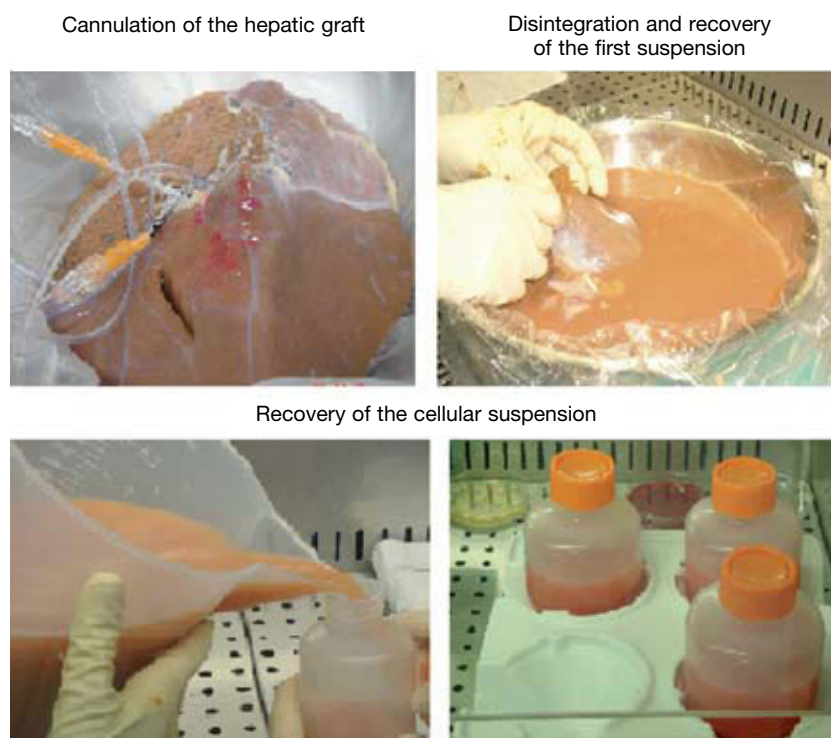 Cannulation of the hepatic graft
Disintegration and recovery
of the first suspension
Recovery of the cellular suspension